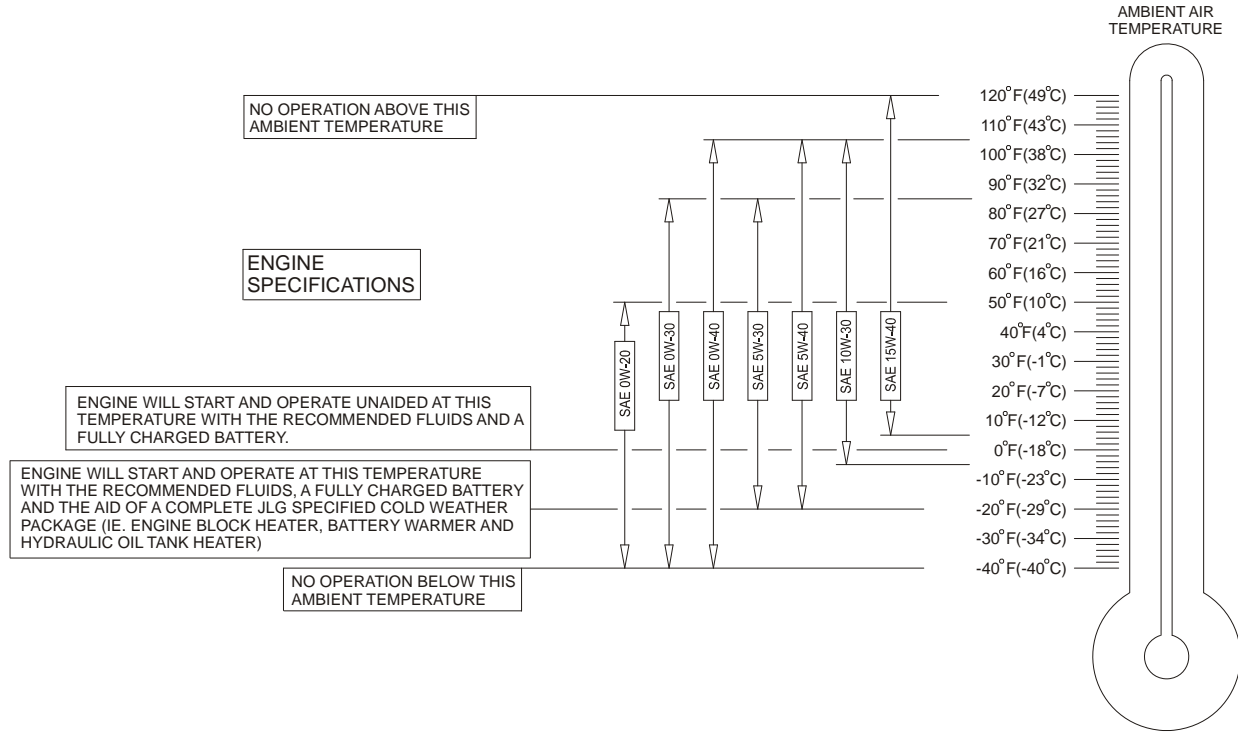 AMBIENT AIR
TEMPERATURE
NO OPERATION ABOVE THIS
AMBIENT TEMPERATURE
120°F(49°C)
110°F(43°C)
100°F(38°C)
90°F(32°C)
80°F(27°C)
70°F(21°C)
60°F(16°C)
50°F(10°C)
40°F(4°C)
30°F(-1°C)
20°F(-7°C)
10°F(-12°C)
0°F(-18°C)
-10°F(-23°C)
-20°F(-29°C)
-30°F(-34°C)
-40°F(-40°C)
ENGINE
SPECIFICATIONS
SAE 0W-20
SAE 0W-30
SAE 0W-40
SAE 5W-30
SAE 5W-40
SAE 10W-30
SAE 15W-40
ENGINE WILL START AND OPERATE UNAIDED AT THIS
TEMPERATURE WITH THE RECOMMENDED FLUIDS AND A
FULLY CHARGED BATTERY.
ENGINE WILL START AND OPERATE AT THIS TEMPERATURE
WITH THE RECOMMENDED FLUIDS, A FULLY CHARGED BATTERY
AND THE AID OF A COMPLETE JLG SPECIFIED COLD WEATHER
PACKAGE (IE. ENGINE BLOCK HEATER, BATTERY WARMER AND
HYDRAULIC OIL TANK HEATER)
NO OPERATION BELOW THIS
AMBIENT TEMPERATURE